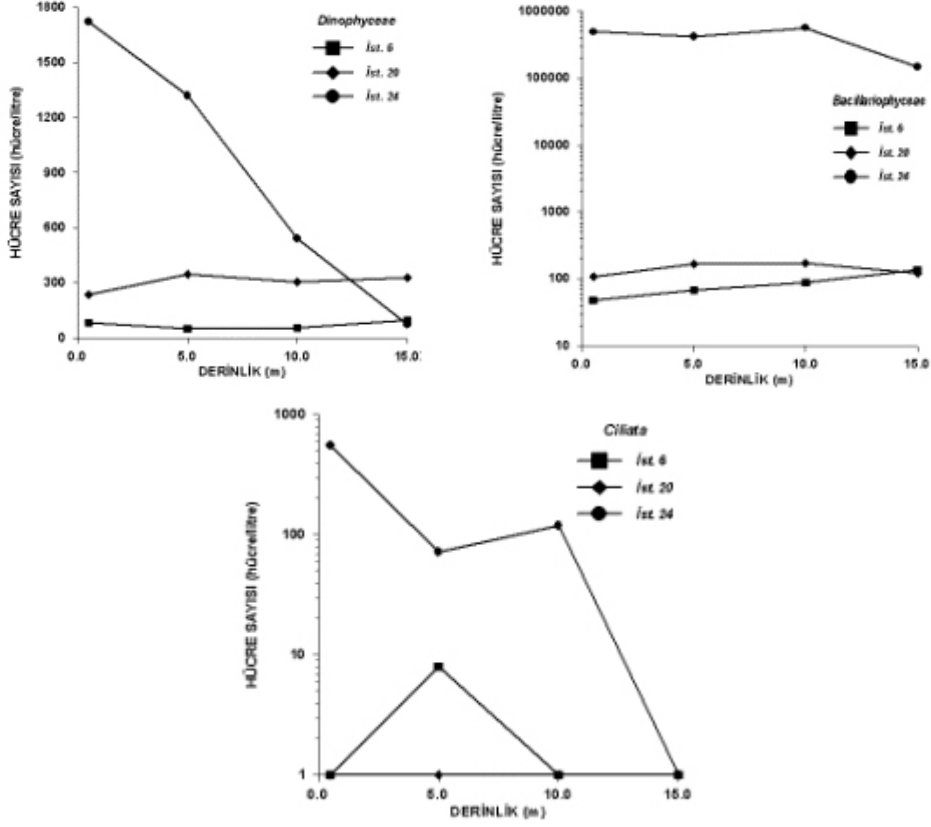 Dinophyceae
İst. 6
İst. 20
İst. 24
HÜCRE SAYISI (hücre/litre)
1800
1500
1200
900
600
300
0
0.0 5.0 10.0 15.0
DERİNLİK (m)
Bacillariophyceae
İst. 6
İst. 20
İst. 24
HÜCRE SAYISI (hücre/litre)
1000000
100000
10000
1000
100
10
0.0 5.0 10.0 15.0
DERİNLİK (m)
Ciliata
İst. 6
İst. 20
İst. 24
HÜCRE SAYISI (hücre/litre)
1000
100
10
1
0.0 5.0 10.0 15.0
DERİNLİK (m)